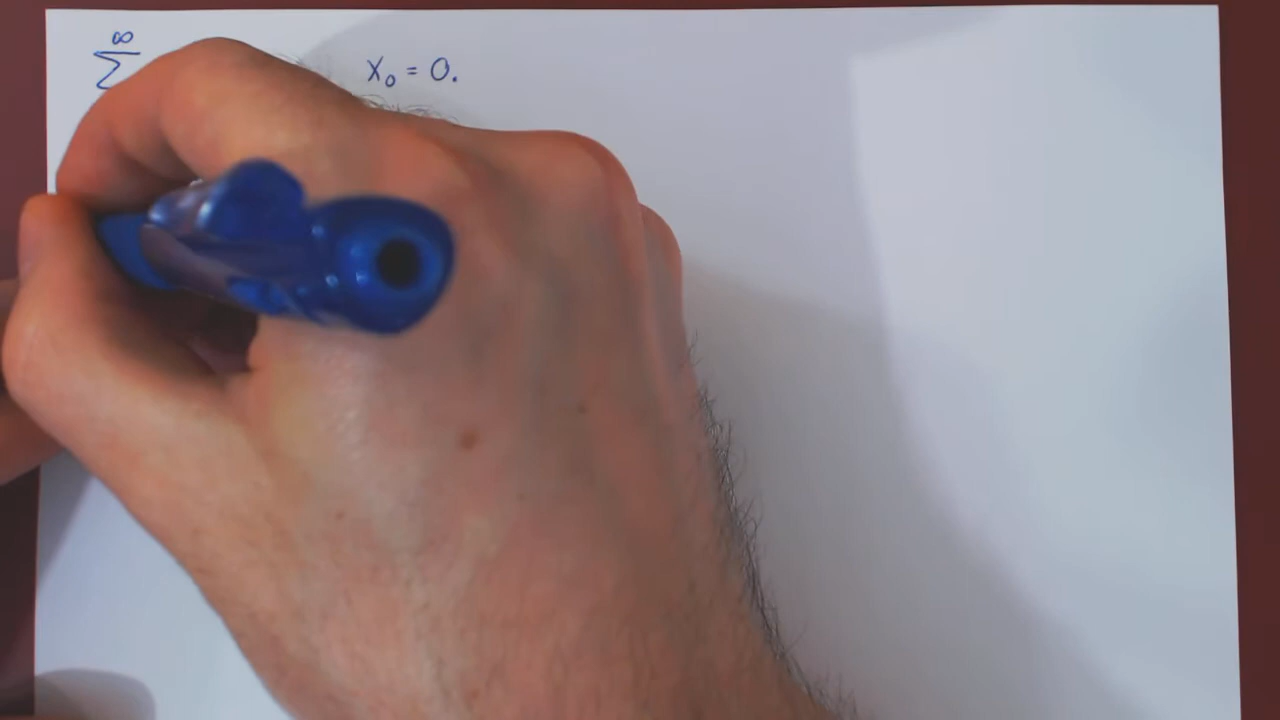 ∞
∑ x₀ = 0.